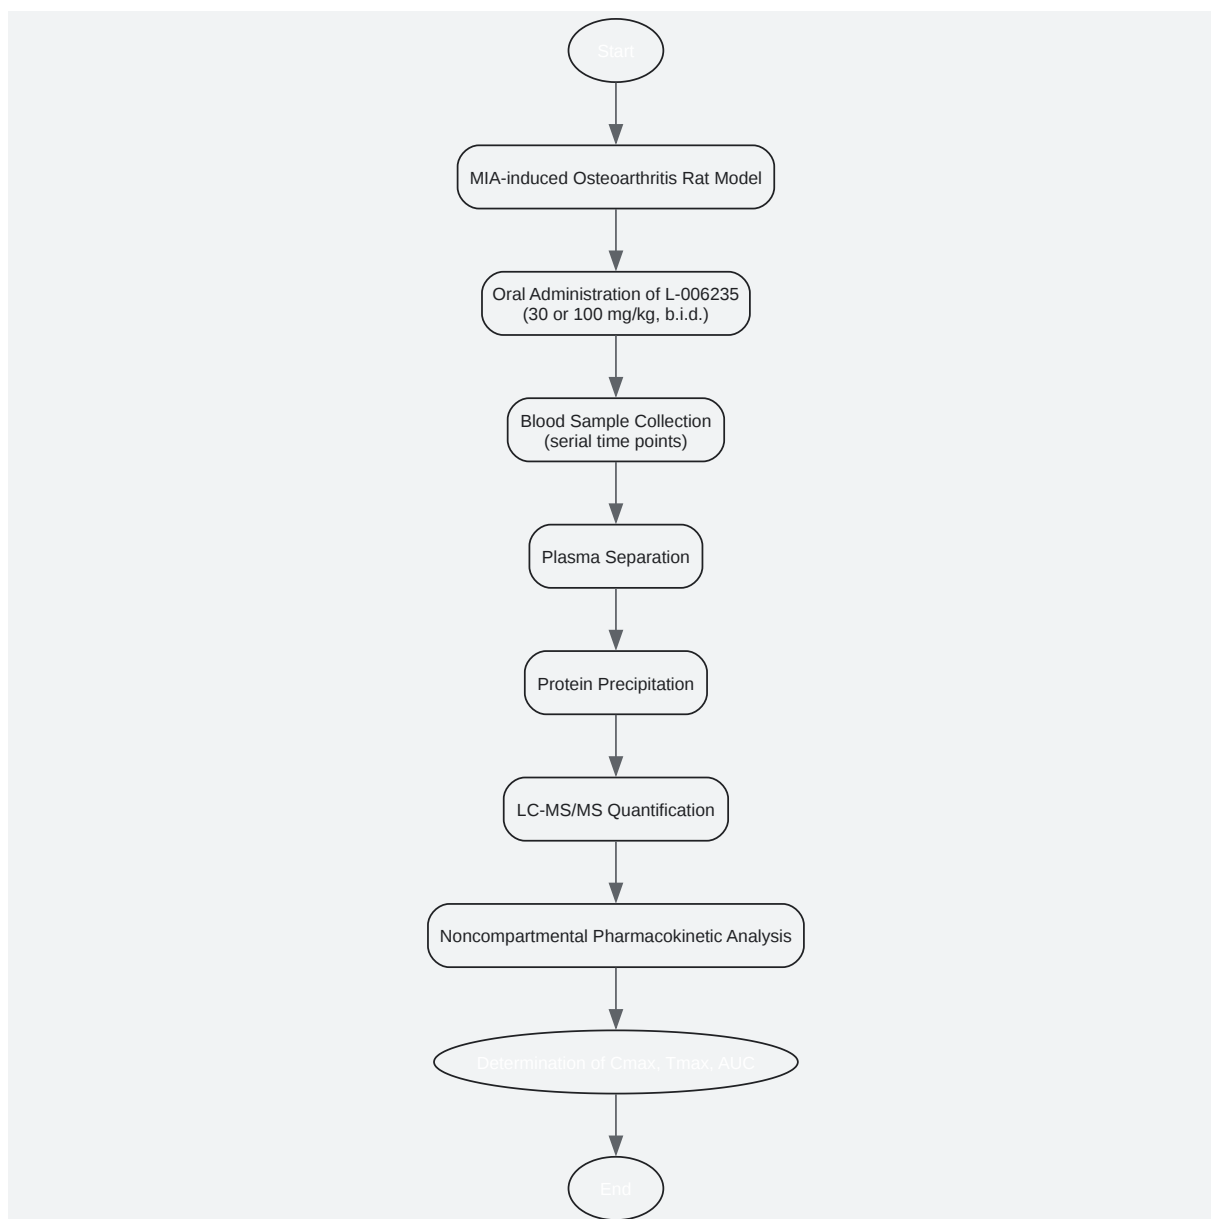 Start
MIA-induced Osteoarthritis Rat Model
Oral Administration of L-006235
(30 or 100 mg/kg, b.i.d.)
Blood Sample Collection
(serial time points)
Plasma Separation
Protein Precipitation
LC-MS/MS Quantification
Noncompartmental Pharmacokinetic Analysis
Determination of Cmax, Tmax, AUC
End